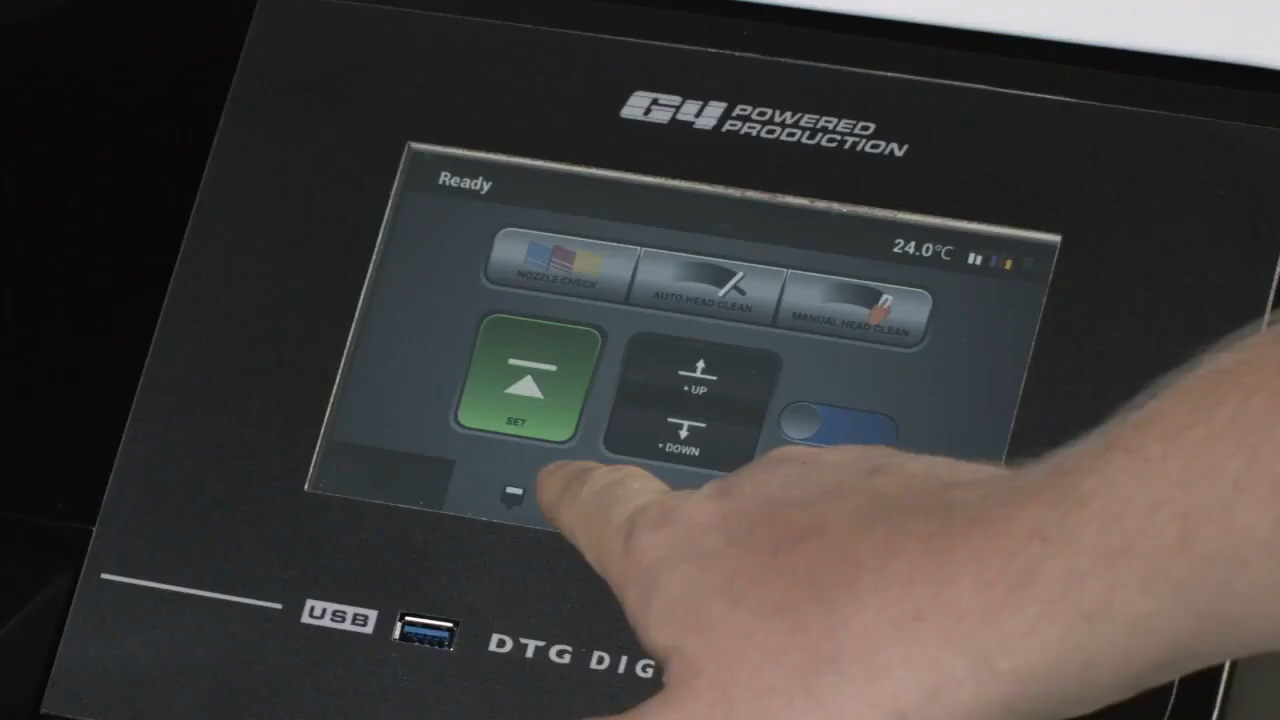 G4 POWERED
PRODUCTION
Ready
24.0°C
NOZZLE CHECK
AUTO HEAD CLEAN
MANUAL HEAD CLEAN
SET
UP
DOWN
USB
DTG DIG